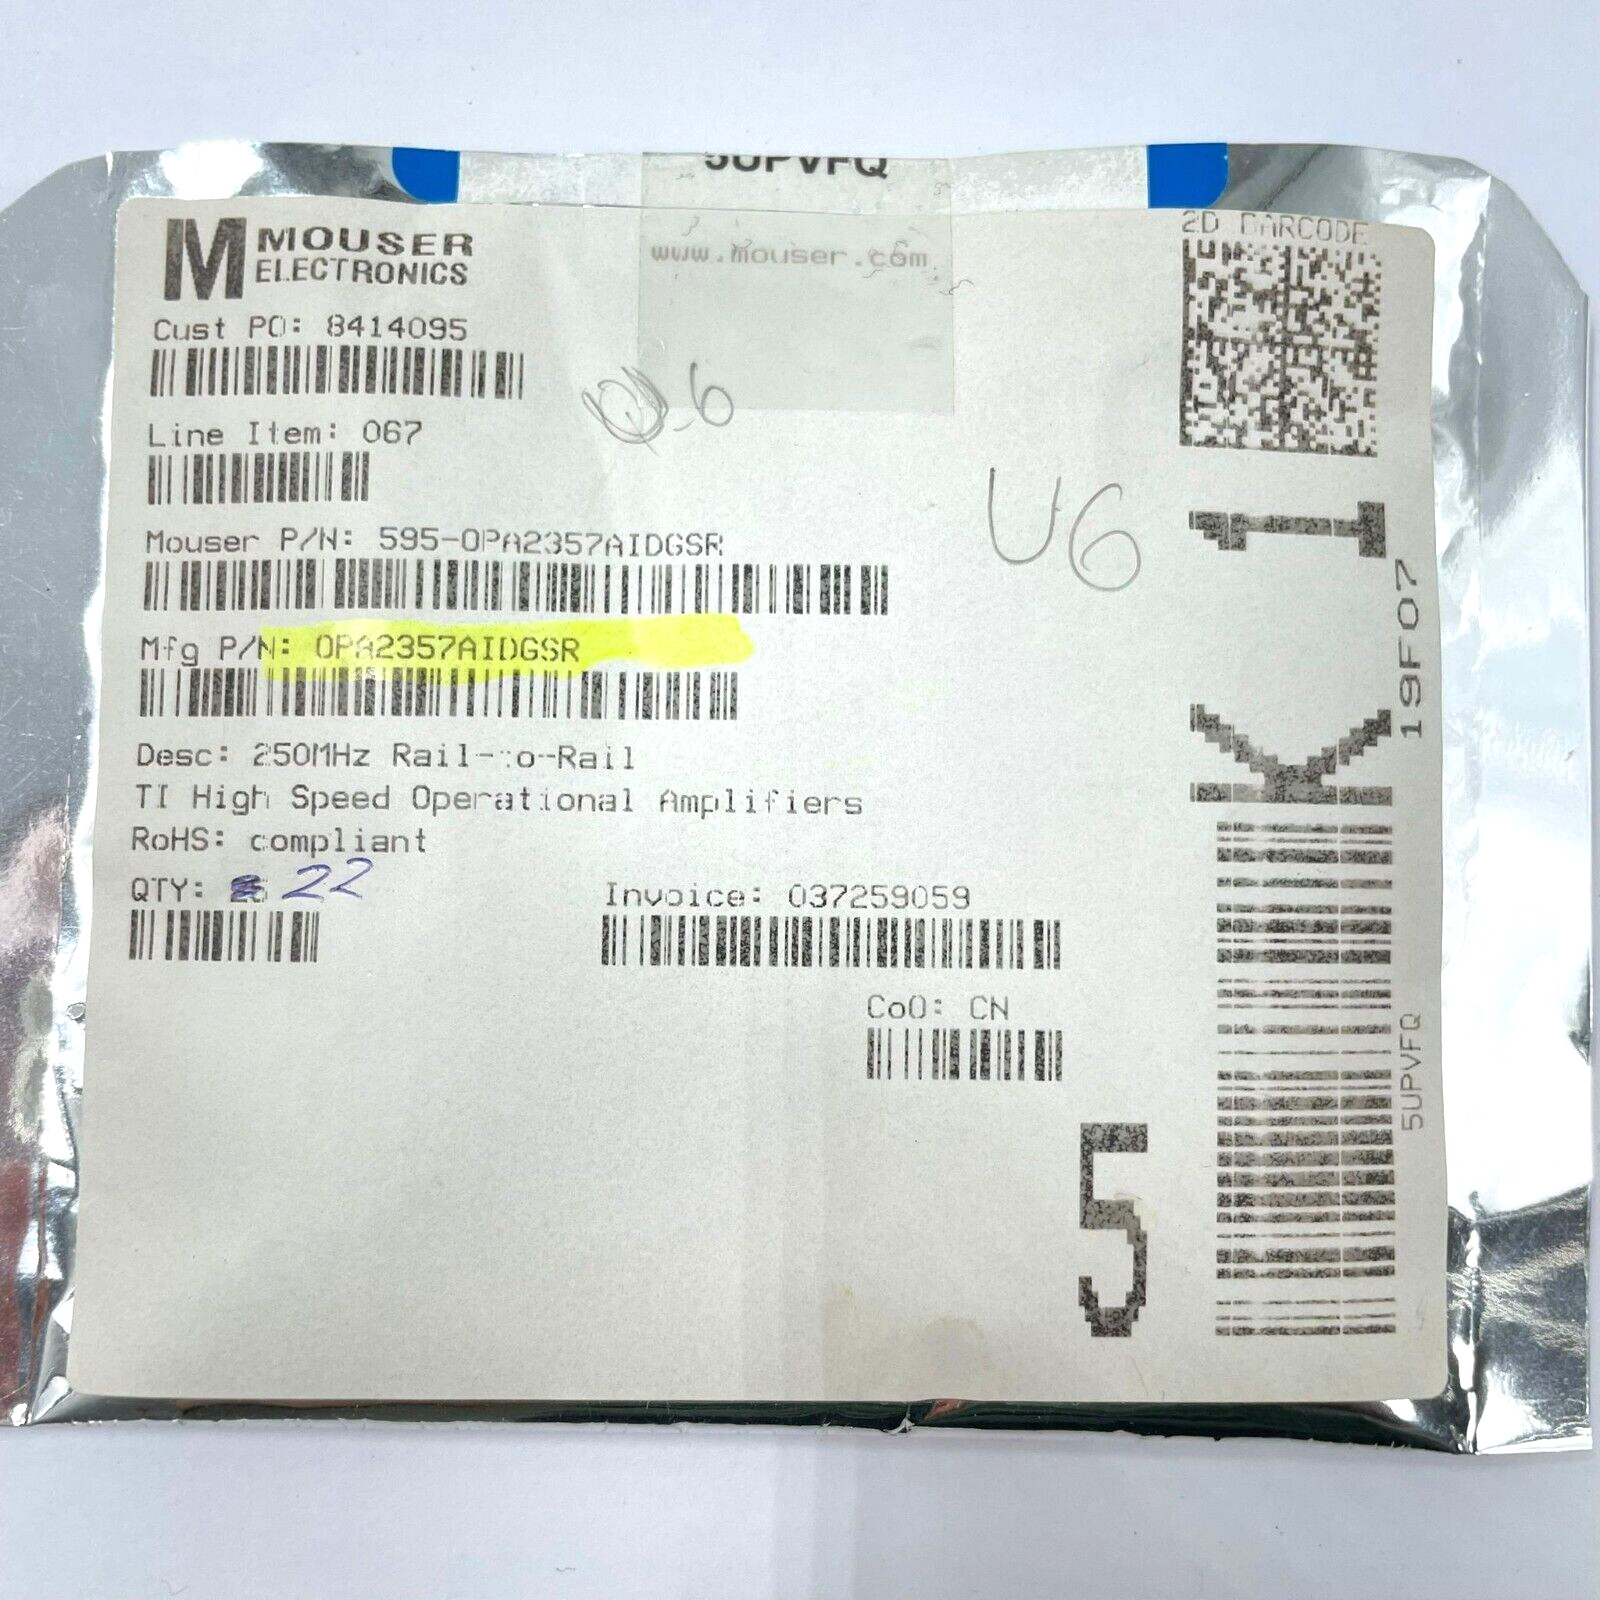 5UPVFQ
MOUSER
ELECTRONICS
www.mouser.com
2D BARCODE
Cust PO: 8414095
Line Item: 067
U6
Mouser P/N: 595-OPA2357AIDGSR
Mfg P/N: OPA2357AIDGSR
Desc: 250MHz Rail-to-Rail
TI High Speed Operational Amplifiers
RoHS: compliant
QTY: 22
Invoice: 037259059
CoO: CN
5
K 1
19F07
5UPVFQ